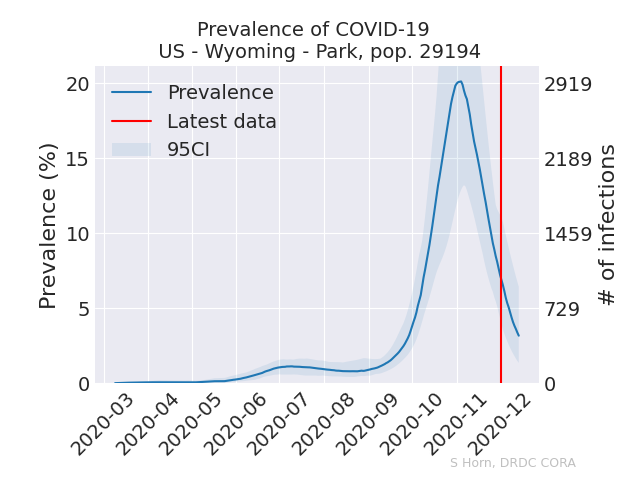 Prevalence of COVID-19
US - Wyoming - Park, pop. 29194
Prevalence
Latest data
95CI
Prevalence (%)
20
15
10
5
0
2919
2189
1459
729
0
# of infections
2020-03
2020-04
2020-05
2020-06
2020-07
2020-08
2020-09
2020-10
2020-11
2020-12
S Horn, DRDC CORA